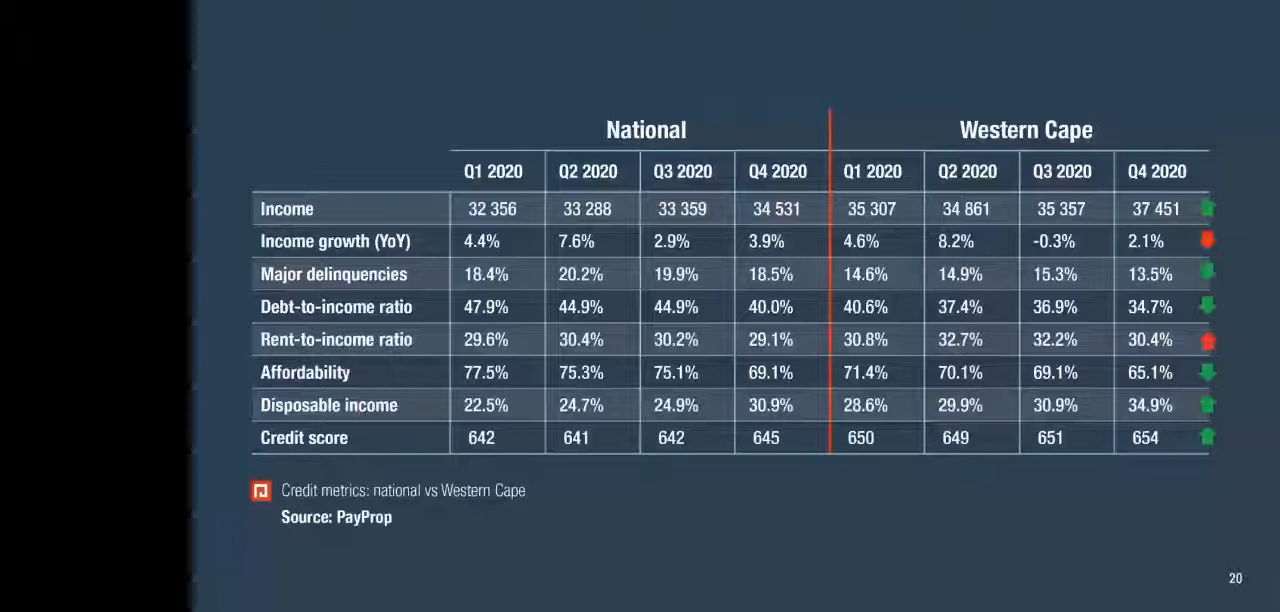 National Western Cape
Q1 2020 Q2 2020 Q3 2020 Q4 2020 Q1 2020 Q2 2020 Q3 2020 Q4 2020
Income 32 356 33 288 33 359 34 531 35 307 34 861 35 357 37 451
Income growth (YoY) 4.4% 7.6% 2.9% 3.9% 4.6% 8.2% -0.3% 2.1%
Major delinquencies 18.4% 20.2% 19.9% 18.5% 14.6% 14.9% 15.3% 13.5%
Debt-to-income ratio 47.9% 44.9% 44.9% 40.0% 40.6% 37.4% 36.9% 34.7%
Rent-to-income ratio 29.6% 30.4% 30.2% 29.1% 30.8% 32.7% 32.2% 30.4%
Affordability 77.5% 75.3% 75.1% 69.1% 71.4% 70.1% 69.1% 65.1%
Disposable income 22.5% 24.7% 24.9% 30.9% 28.6% 29.9% 30.9% 34.9%
Credit score 642 641 642 645 650 649 651 654
Credit metrics: national vs Western Cape
Source: PayProp
20